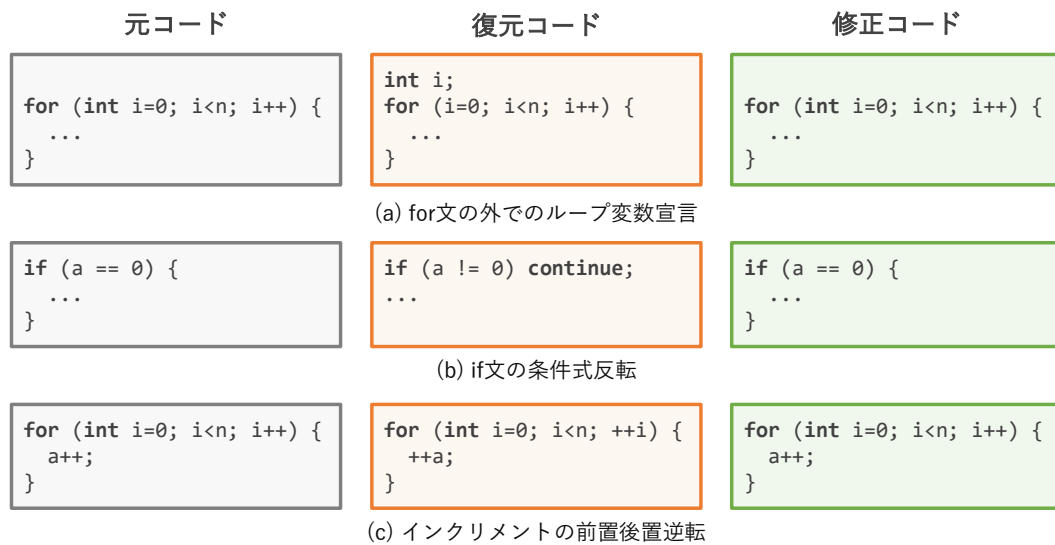 元コード
復元コード
修正コード
for (int i=0; i<n; i++) {
  ...
}
int i;
for (i=0; i<n; i++) {
  ...
}
for (int i=0; i<n; i++) {
  ...
}
(a) for文の外でのループ変数宣言
if (a == 0) {
  ...
}
if (a != 0) continue;
...
if (a == 0) {
  ...
}
(b) if文の条件式反転
for (int i=0; i<n; i++) {
  a++;
}
for (int i=0; i<n; ++i) {
  ++a;
}
for (int i=0; i<n; i++) {
  a++;
}
(c) インクリメントの前置後置逆転